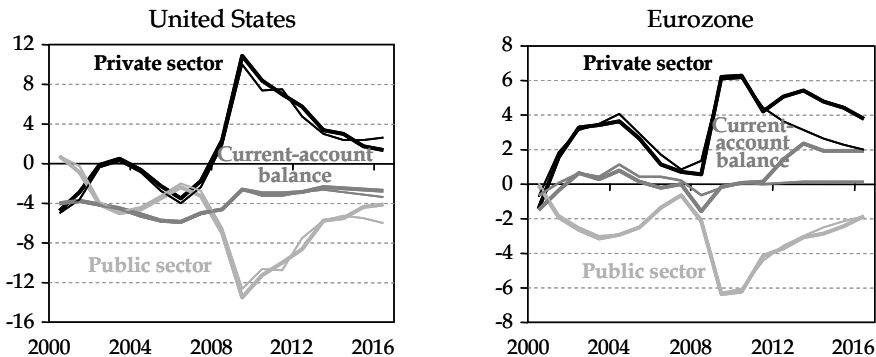 United States
12
8
4
0
-4
-8
-12
-16
Private sector
Current-account
balance
Public sector
2000 2004 2008 2012 2016
Eurozone
8
6
4
2
0
-2
-4
-6
-8
Private sector
Current-
account
balance
Public sector
2000 2004 2008 2012 2016